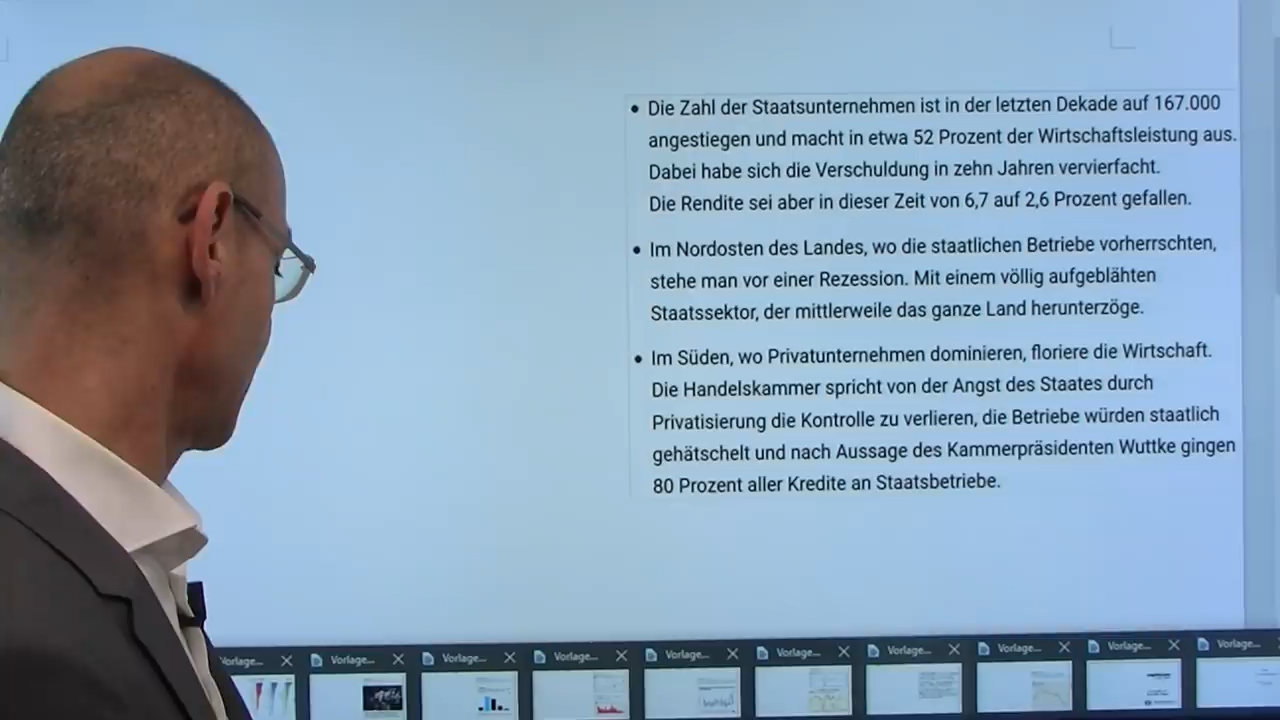 • Die Zahl der Staatsunternehmen ist in der letzten Dekade auf 167.000
angestiegen und macht in etwa 52 Prozent der Wirtschaftsleistung aus.
Dabei habe sich die Verschuldung in zehn Jahren vervierfacht.
Die Rendite sei aber in dieser Zeit von 6,7 auf 2,6 Prozent gefallen.
• Im Nordosten des Landes, wo die staatlichen Betriebe vorherrschten,
stehe man vor einer Rezession. Mit einem völlig aufgeblähten
Staatssektor, der mittlerweile das ganze Land herunterzöge.
• Im Süden, wo Privatunternehmen dominieren, floriere die Wirtschaft.
Die Handelskammer spricht von der Angst des Staates durch
Privatisierung die Kontrolle zu verlieren, die Betriebe würden staatlich
gehätschelt und nach Aussage des Kammerpräsidenten Wuttke gingen
80 Prozent aller Kredite an Staatsbetriebe.
Vorlage... Vorlage... Vorlage... Vorlage... Vorlage... Vorlage... Vorlage... Vorlage... Vorlage... Vorlage...